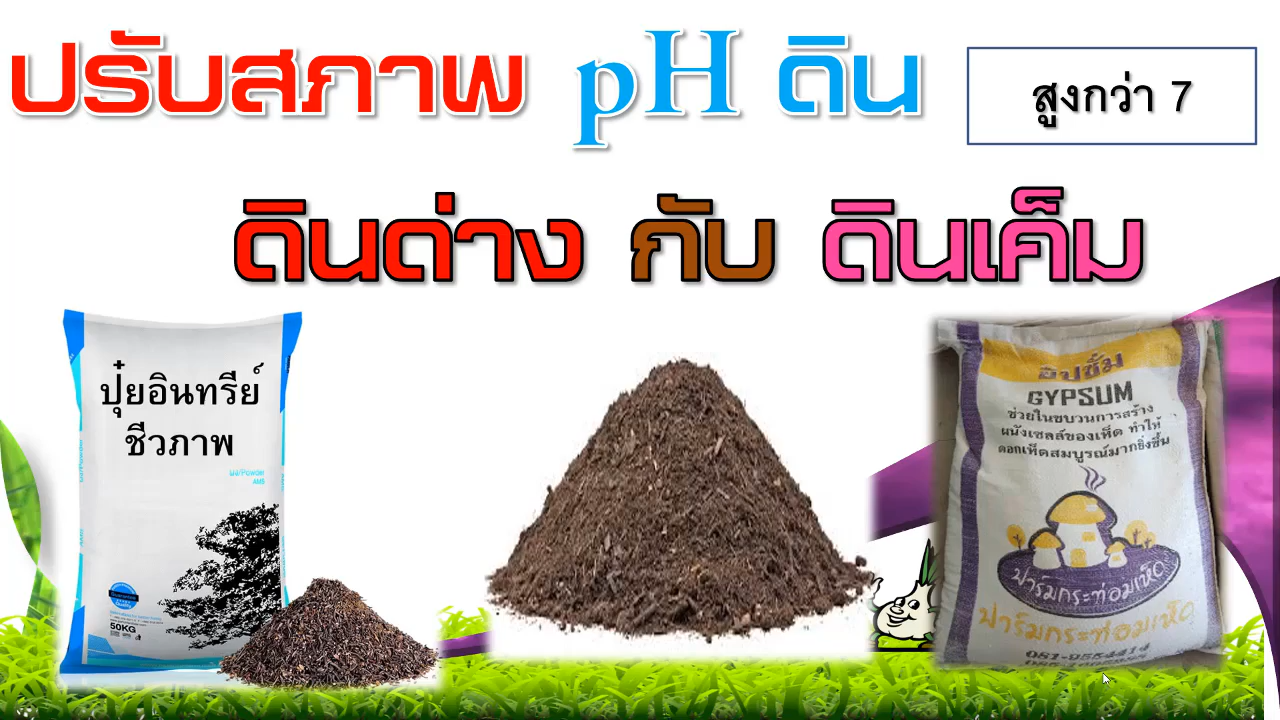 ปรับสภาพ pH ดิน
สูงกว่า 7
ดินด่าง กับ ดินเค็ม
ปุ๋ยอินทรีย์
ชีวภาพ
50KG
ยิปซั่ม
GYPSUM
ช่วยในขบวนการสร้าง
ผนังเซลล์ของเห็ด ทำให้
ดอกเห็ดสมบูรณ์มากยิ่งขึ้น
ฟาร์มกระท่อมเห็ด
ฟาร์มกระท่อมเห็ด
081-9554414